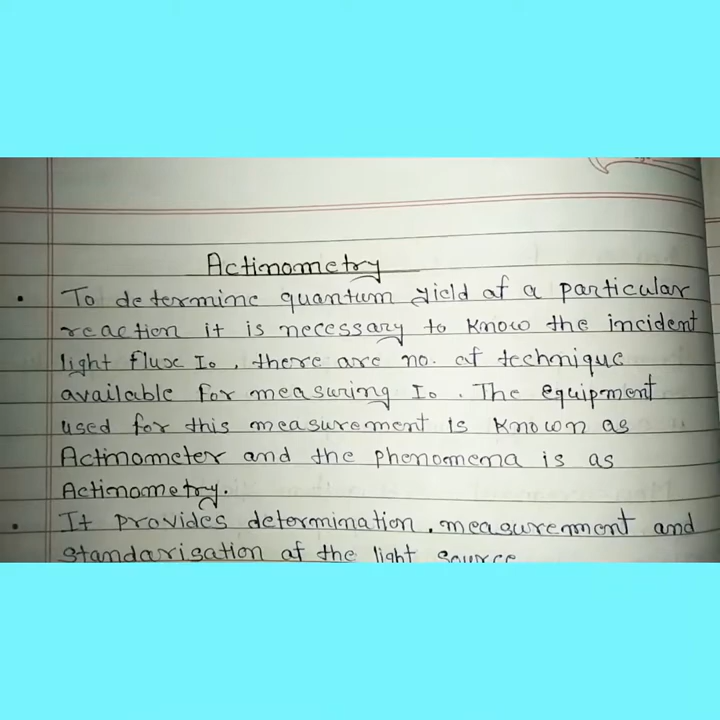 Actinometry
• To determine quantum yield of a particular
reaction it is necessary to know the incident
light flux I₀, there are no. of technique
available for measuring I₀. The equipment
used for this measurement is known as
Actinometer and the phenomena is as
Actinometry.
• It provides determination, measurement and
standarisation of the light source